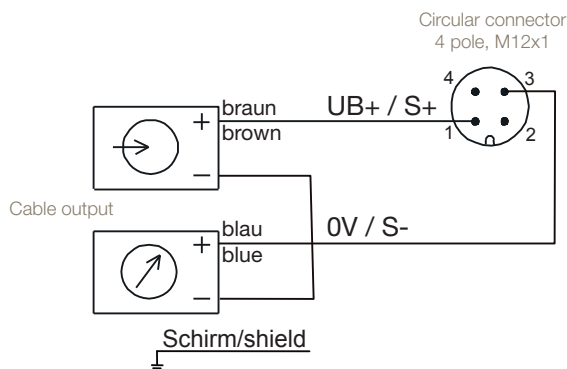 Circular connector
4 pole, M12x1
4 3
braun UB+ / S+
+
brown
1 2
−
Cable output
blau 0V / S-
+
blue
−
Schirm/shield